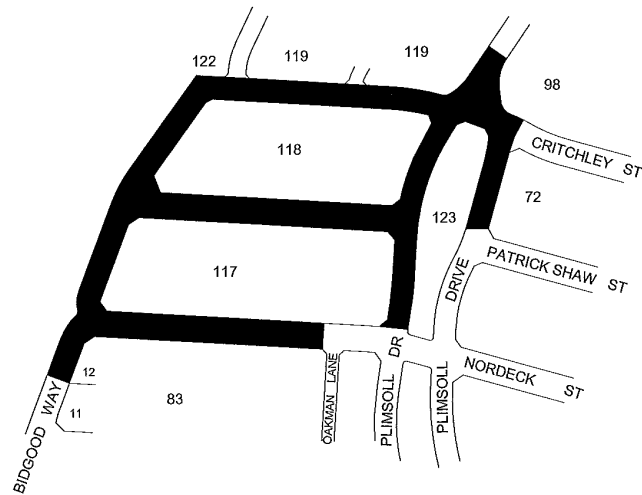 122
119
119
98
118
CRITCHLEY ST
72
123
117
PATRICK SHAW ST
DRIVE
PLIMSOLL
DR
PLIMSOLL
NORDECK ST
OAKMAN LANE
83
12
11
BIDGOOD WAY